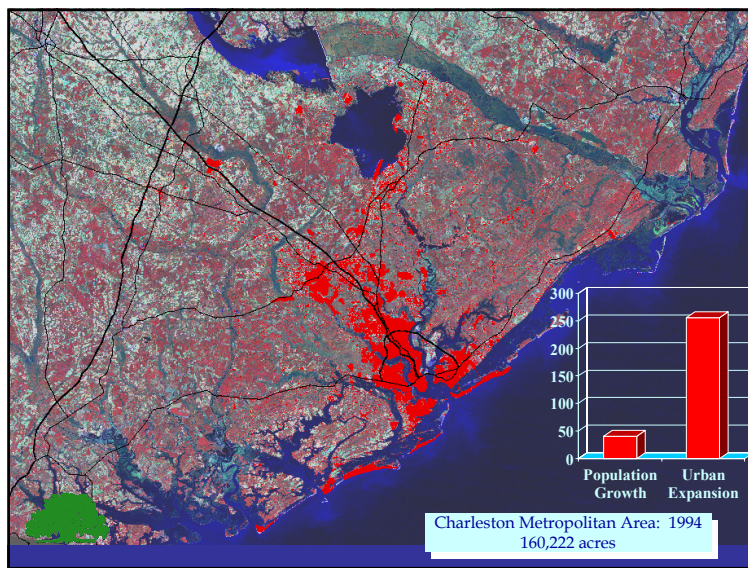 300
250
200
150
100
50
0
Population Urban
Growth Expansion
Charleston Metropolitan Area: 1994
160,222 acres